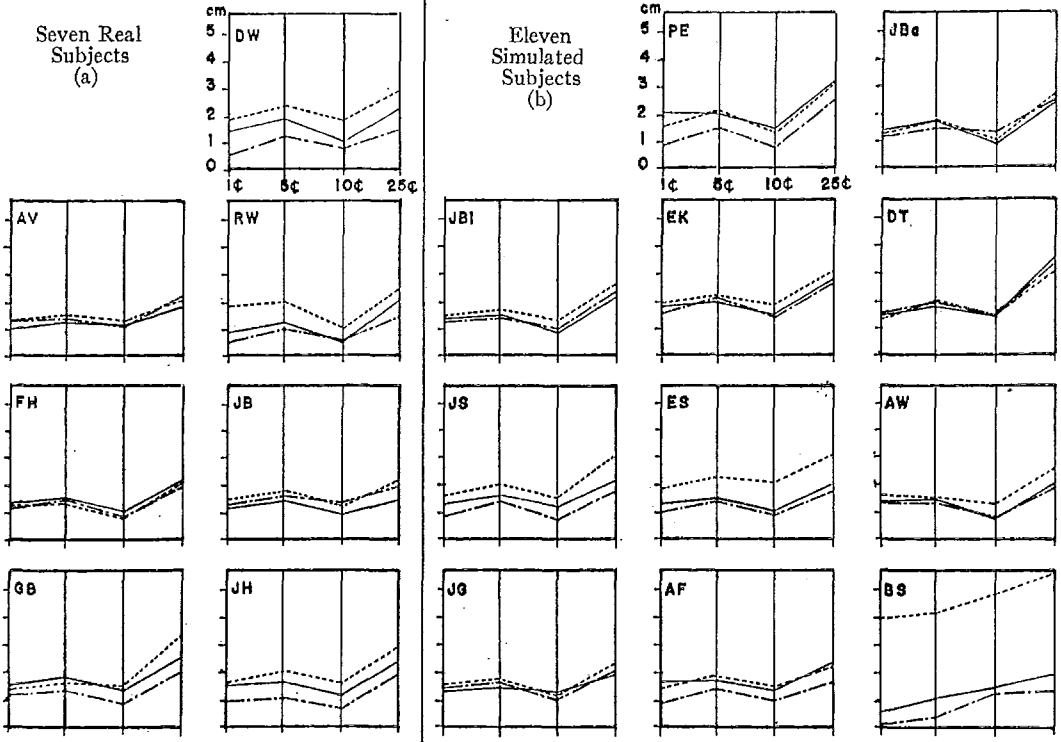 Seven Real
Subjects
(a)
cm
5
4
3
2
1
0
DW
1¢ 5¢ 10¢ 25¢
Eleven
Simulated
Subjects
(b)
cm
5
4
3
2
1
0
PE
1¢ 5¢ 10¢ 25¢
JBa
AV
RW
JBl
EK
DT
FH
JB
JS
ES
AW
GB
JH
JG
AF
BS